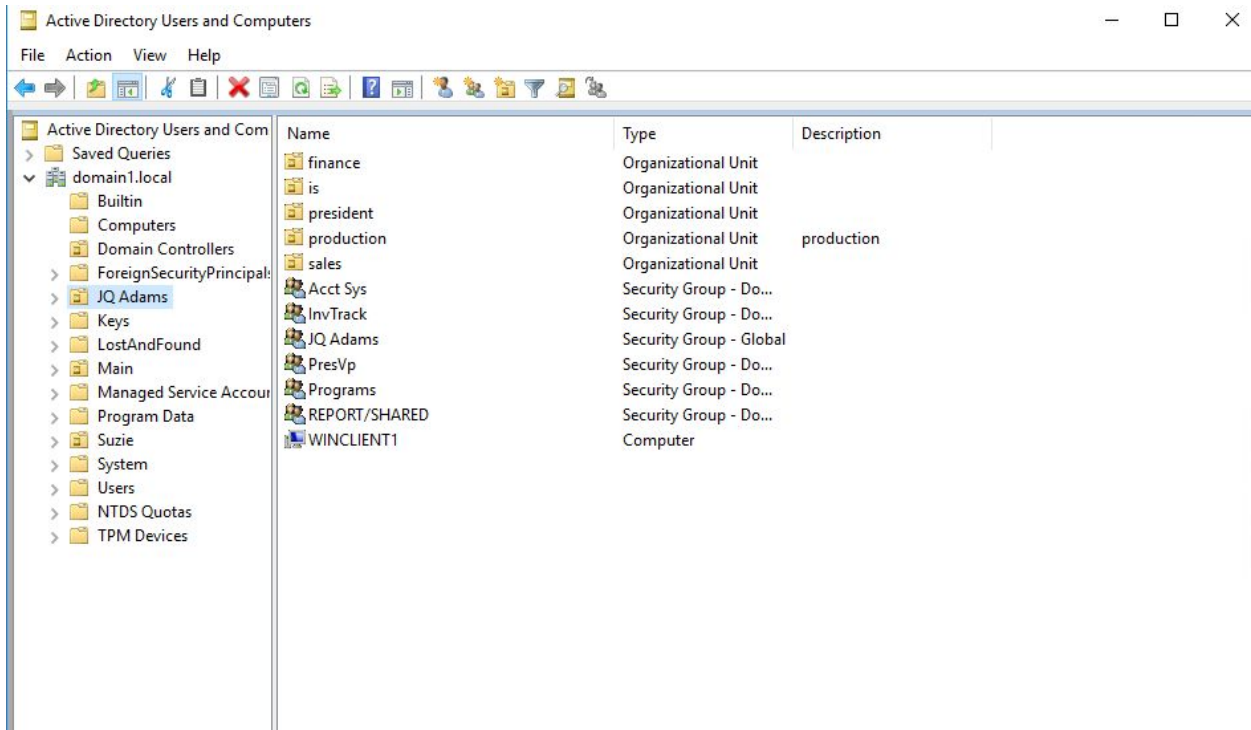 Active Directory Users and Computers
File Action View Help
Active Directory Users and Com
Saved Queries
domain1.local
Builtin
Computers
Domain Controllers
ForeignSecurityPrincipals
JQ Adams
Keys
LostAndFound
Main
Managed Service Accour
Program Data
Suzie
System
Users
NTDS Quotas
TPM Devices
Name Type Description
finance Organizational Unit
is Organizational Unit
president Organizational Unit
production Organizational Unit production
sales Organizational Unit
Acct Sys Security Group - Do...
InvTrack Security Group - Do...
JQ Adams Security Group - Global
PresVp Security Group - Do...
Programs Security Group - Do...
REPORT/SHARED Security Group - Do...
WINCLIENT1 Computer